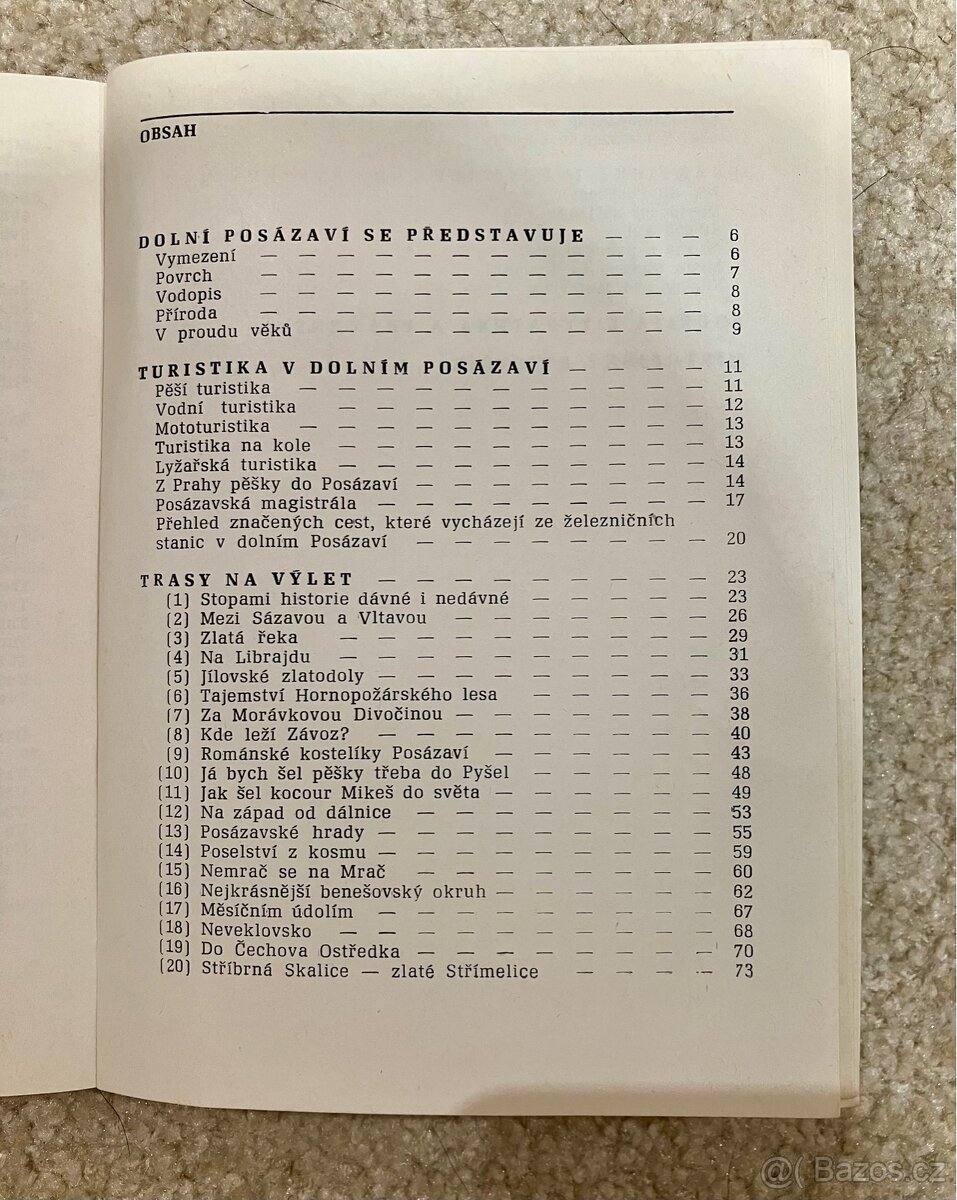 OBSAH
DOLNÍ POSÁZAVÍ SE PŘEDSTAVUJE — — — 6
Vymezení — — — — — — — — — — — — 6
Povrch — — — — — — — — — — — — 7
Vodopis — — — — — — — — — — — — 8
Příroda — — — — — — — — — — — — 8
V proudu věků — — — — — — — — — — 9
TURISTIKA V DOLNÍM POSÁZAVÍ — — — — 11
Pěší turistika — — — — — — — — — — — 11
Vodní turistika — — — — — — — — — — 12
Mototuristika — — — — — — — — — — — 13
Turistika na kole — — — — — — — — — — 13
Lyžařská turistika — — — — — — — — — — 14
Z Prahy pěšky do Posázaví — — — — — — — — 14
Posázavská magistrála — — — — — — — — — 17
Přehled značených cest, které vycházejí ze železničních
stanic v dolním Posázaví — — — — — — — — 20
TRASY NA VÝLET — — — — — — — — — 23
(1) Stopami historie dávné i nedávné — — — — — 23
(2) Mezi Sázavou a Vltavou — — — — — — — 26
(3) Zlatá řeka — — — — — — — — — — 29
(4) Na Librajdu — — — — — — — — — — 31
(5) Jílovské zlatodoly — — — — — — — — — 33
(6) Tajemství Hornopožárského lesa — — — — — 36
(7) Za Morávkovou Divočinou — — — — — — — 38
(8) Kde leží Závoz? — — — — — — — — — 40
(9) Románské kostelíky Posázaví — — — — — — 43
(10) Já bych šel pěšky třeba do Pyšel — — — — — 48
(11) Jak šel kocour Mikeš do světa — — — — — — 49
(12) Na západ od dálnice — — — — — — — — 53
(13) Posázavské hrady — — — — — — — — — 55
(14) Poselství z kosmu — — — — — — — — — 59
(15) Nemrač se na Mrač — — — — — — — — 60
(16) Nejkrásnější benešovský okruh — — — — — — 62
(17) Měsíčním údolím — — — — — — — — — 67
(18) Neveklovsko — — — — — — — — — — 68
(19) Do Čechova Ostředka — — — — — — — — 70
(20) Stříbrná Skalice — zlaté Střímelice — — — — 73
@( Bazos.cz